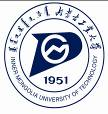 内蒙古工业大学
1951
INNER MONGOLIA UNIVERSITY OF TECHNOLOGY